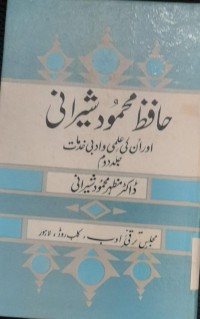 حافظ محمود شیرانی
اور ان کی علمی و ادبی خدمات
جلد دوم
ڈاکٹر مظہر محمود شیرانی
مجلس ترقی ادب ، کلب روڈ ، لاہور